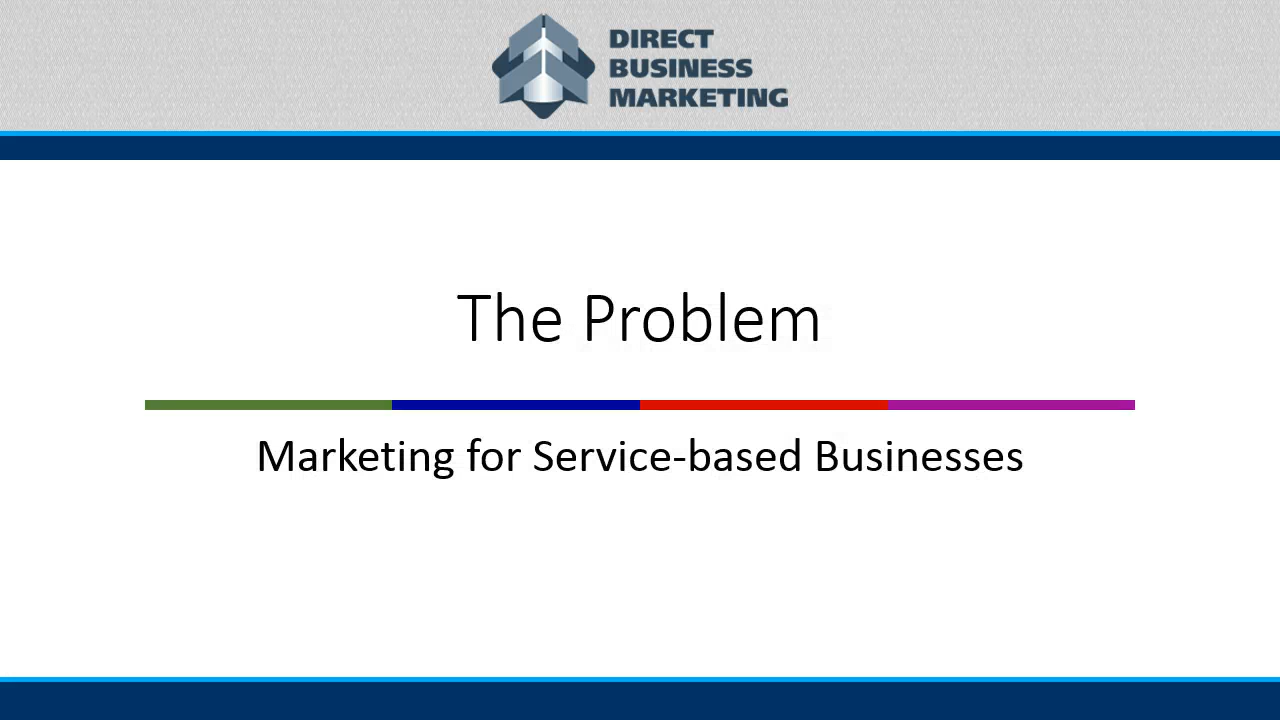 DIRECT
BUSINESS
MARKETING
The Problem
Marketing for Service-based Businesses